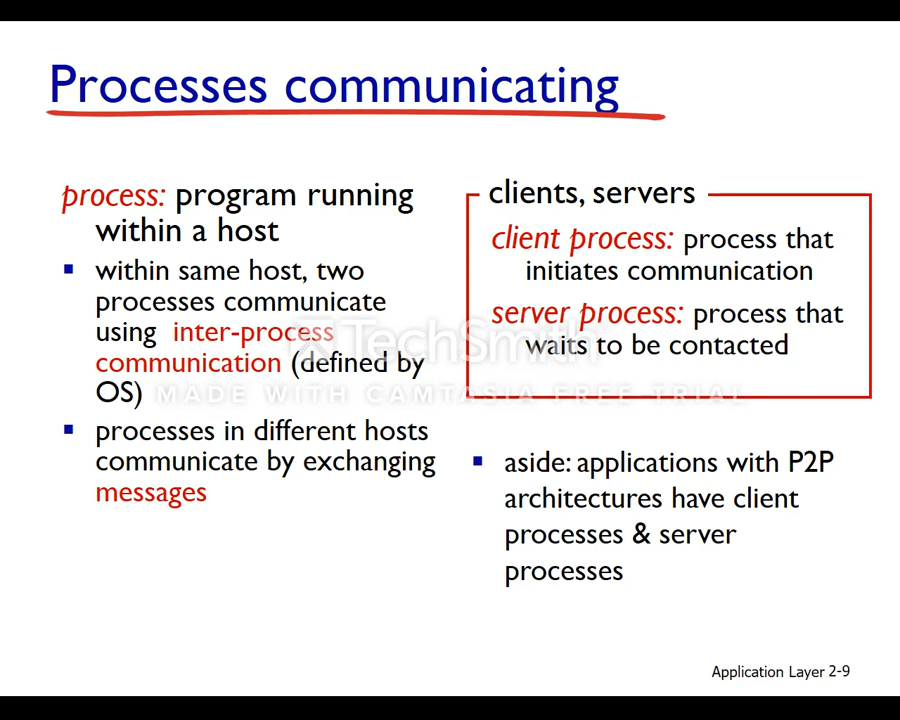 Processes communicating
process: program running
within a host
▪ within same host, two
processes communicate
using inter-process
communication (defined by
OS)
▪ processes in different hosts
communicate by exchanging
messages
clients, servers
client process: process that
initiates communication
server process: process that
waits to be contacted
▪ aside: applications with P2P
architectures have client
processes & server
processes
TechSmith
MADE WITH CAMTASIA FREE TRIAL
Application Layer 2-9